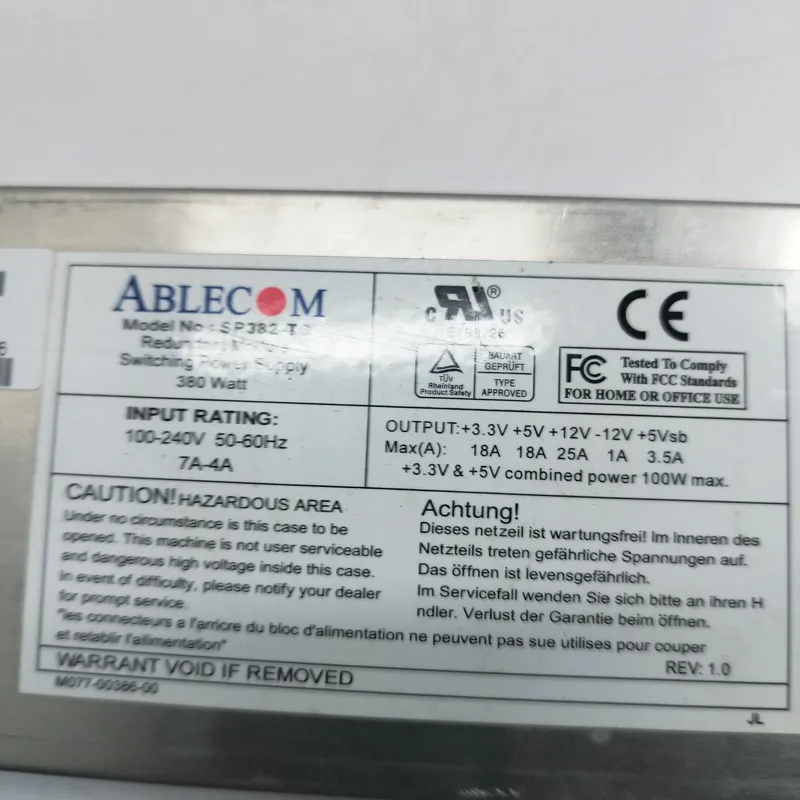 ABLECOM
Model No : SP382-TS
Redundant Modular
Switching Power Supply
380 Watt
INPUT RATING:
100-240V 50-60Hz
7A-4A
C RU US ®
TÜV
Rheinland
Product Safety
BAUART
GEPRÜFT
TYPE
APPROVED
CE
FC Tested To Comply
With FCC Standards
FOR HOME OR OFFICE USE
OUTPUT:+3.3V +5V +12V -12V +5Vsb
Max(A): 18A 18A 25A 1A 3.5A
+3.3V & +5V combined power 100W max.
CAUTION! HAZARDOUS AREA
Under no circumstance is this case to be
opened. This machine is not user serviceable
and dangerous high voltage inside this case.
In event of difficulty, please notify your dealer
for prompt service.
Achtung!
Dieses netzeil ist wartungsfrei! Im Inneren des
Netzteils treten gefährliche Spannungen auf.
Das öffnen ist levensgefährlich.
Im Servicefall wenden Sie sich bitte an ihren H
ndler. Verlust der Garantie beim öffnen.
"les connecteurs a l'arricre du bloc d'alimentation ne peuvent pas sue utilises pour couper
et retablir l'ailimentation"
WARRANT VOID IF REMOVED
REV: 1.0
M077-00386-00
JL